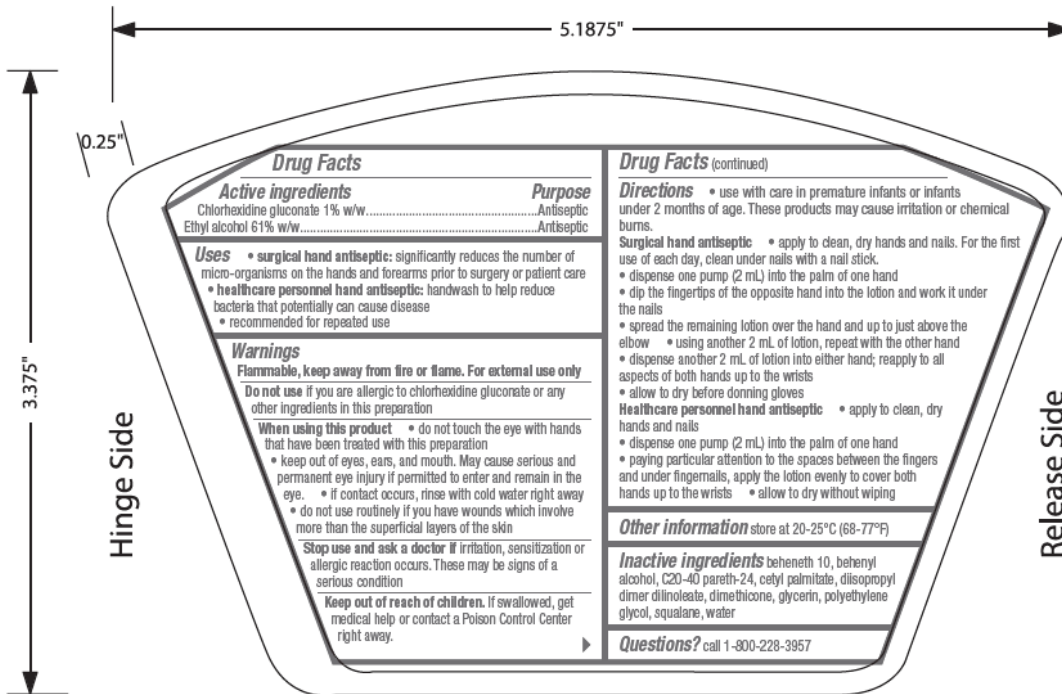 5.1875"
0.25"
3.375"
Hinge Side
Drug Facts
Active ingredients Purpose
Chlorhexidine gluconate 1% w/w....................................................Antiseptic
Ethyl alcohol 61% w/w........................................................................Antiseptic
Uses • surgical hand antiseptic: significantly reduces the number of
micro-organisms on the hands and forearms prior to surgery or patient care
• healthcare personnel hand antiseptic: handwash to help reduce
bacteria that potentially can cause disease
• recommended for repeated use
Warnings
Flammable, keep away from fire or flame. For external use only
Do not use if you are allergic to chlorhexidine gluconate or any
other ingredients in this preparation
When using this product • do not touch the eye with hands
that have been treated with this preparation
• keep out of eyes, ears, and mouth. May cause serious and
permanent eye injury if permitted to enter and remain in the
eye. • if contact occurs, rinse with cold water right away
• do not use routinely if you have wounds which involve
more than the superficial layers of the skin
Stop use and ask a doctor if irritation, sensitization or
allergic reaction occurs. These may be signs of a
serious condition
Keep out of reach of children. If swallowed, get
medical help or contact a Poison Control Center
right away.
Drug Facts (continued)
Directions • use with care in premature infants or infants
under 2 months of age. These products may cause irritation or chemical
burns.
Surgical hand antiseptic • apply to clean, dry hands and nails. For the first
use of each day, clean under nails with a nail stick.
• dispense one pump (2 mL) into the palm of one hand
• dip the fingertips of the opposite hand into the lotion and work it under
the nails
• spread the remaining lotion over the hand and up to just above the
elbow • using another 2 mL of lotion, repeat with the other hand
• dispense another 2 mL of lotion into either hand; reapply to all
aspects of both hands up to the wrists
• allow to dry before donning gloves
Healthcare personnel hand antiseptic • apply to clean, dry
hands and nails
• dispense one pump (2 mL) into the palm of one hand
• paying particular attention to the spaces between the fingers
and under fingernails, apply the lotion evenly to cover both
hands up to the wrists • allow to dry without wiping
Other information store at 20-25°C (68-77°F)
Inactive ingredients beheneth 10, behenyl
alcohol, C20-40 pareth-24, cetyl palmitate, diisopropyl
dimer dilinoleate, dimethicone, glycerin, polyethylene
glycol, squalane, water
Questions? call 1-800-228-3957
Release Side